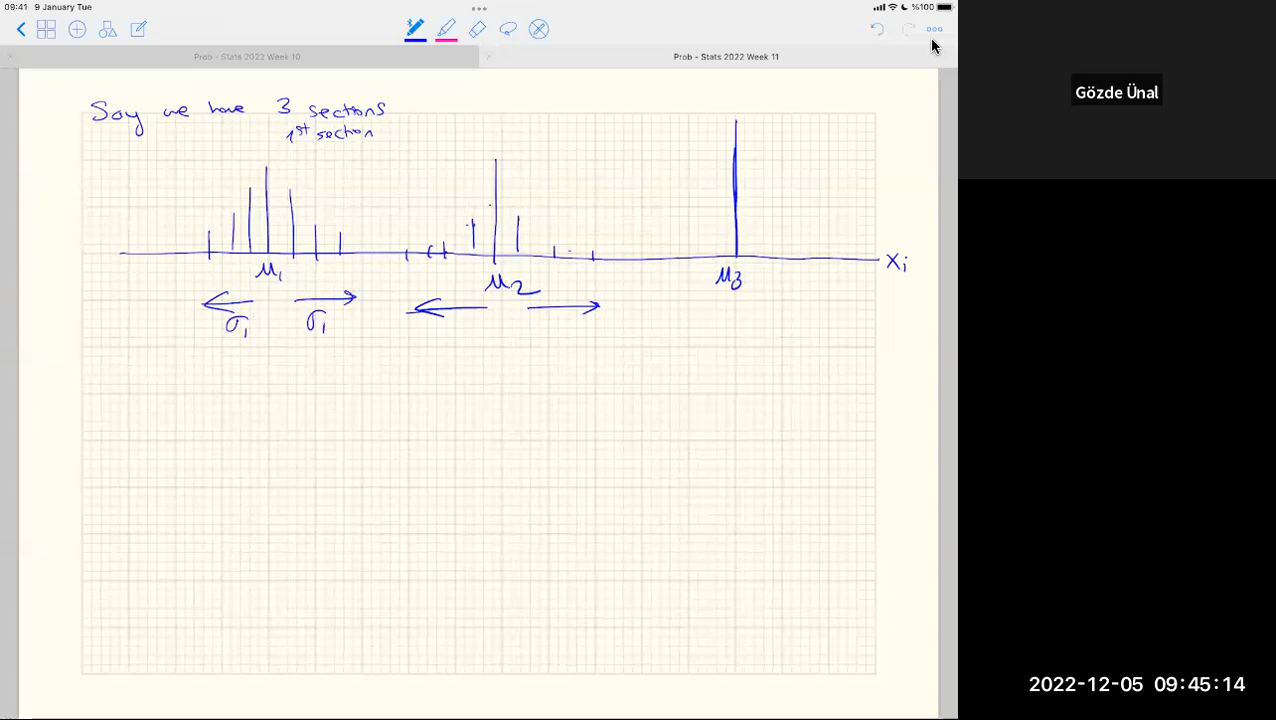 09:41 9 January Tue
%100
Prob - Stats 2022 Week 10
Prob - Stats 2022 Week 11
Gözde Ünal
Say we have 3 sections
1st section
μ1 μ2 μ3 xi
σ1 σ1
2022-12-05 09:45:14